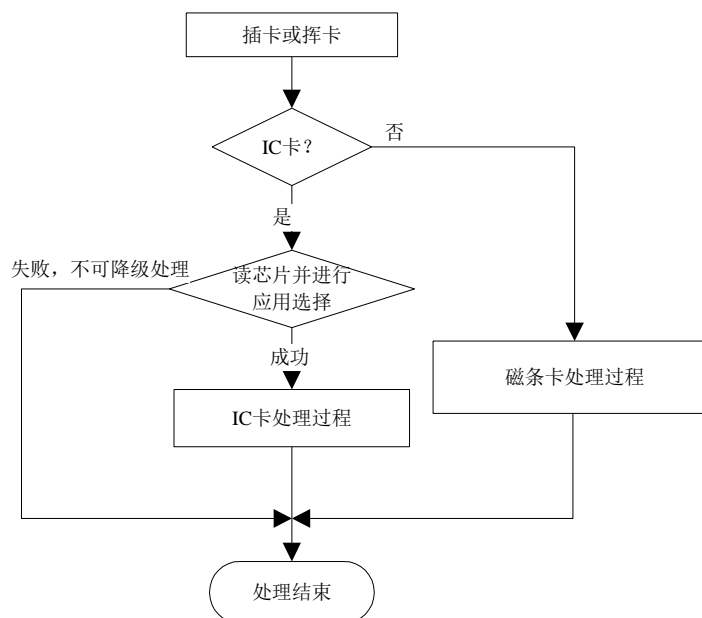 插卡或挥卡
IC卡？
否
是
失败，不可降级处理
读芯片并进行
应用选择
成功
磁条卡处理过程
IC卡处理过程
处理结束